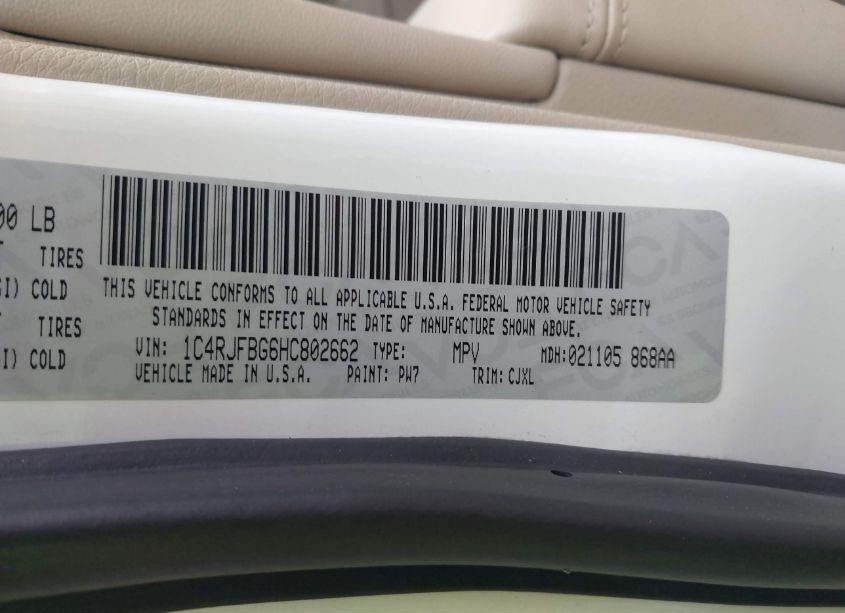 00 LB
TIRES
SI) COLD
TIRES
SI) COLD
THIS VEHICLE CONFORMS TO ALL APPLICABLE U.S.A. FEDERAL MOTOR VEHICLE SAFETY
STANDARDS IN EFFECT ON THE DATE OF MANUFACTURE SHOWN ABOVE.
VIN: 1C4RJFBG6HC802662 TYPE: MPV MDH:021105 868AA
VEHICLE MADE IN U.S.A. PAINT: PW7 TRIM: CJXL